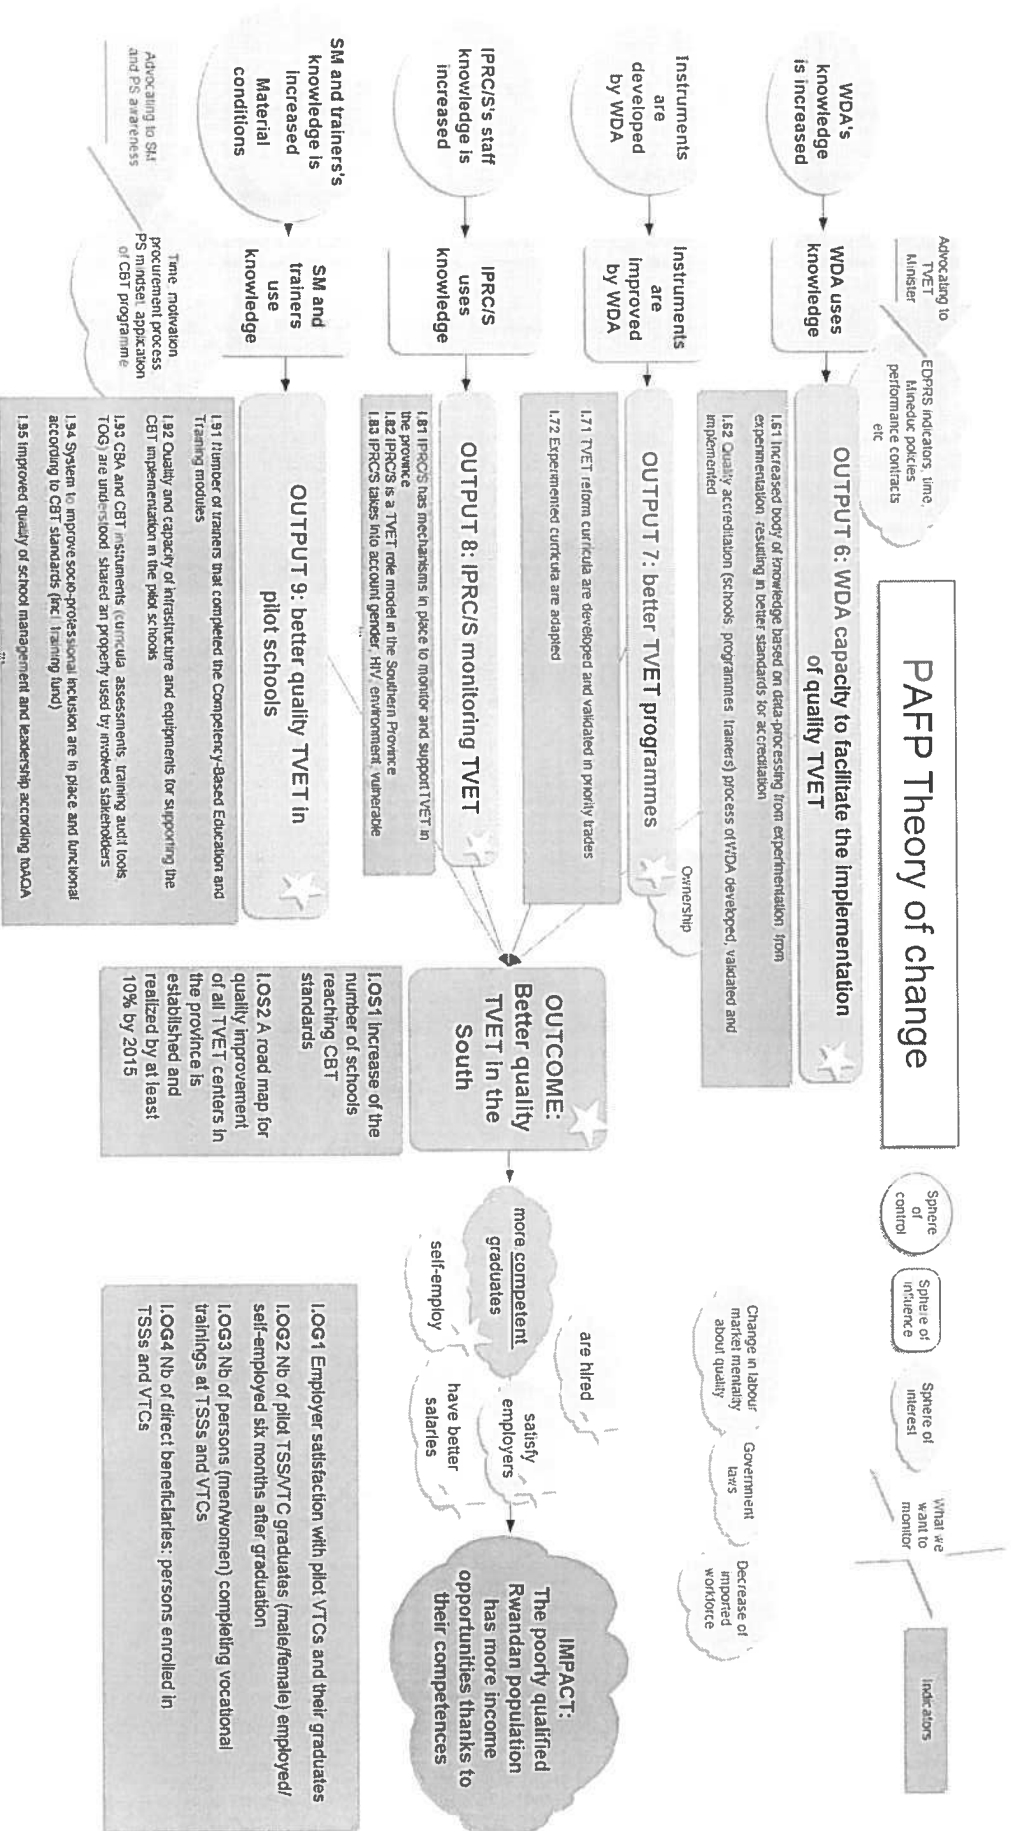 PAFP Theory of change
Sphere
of
control
Sphere of
influence
Sphere of
interest
What we
want to
monitor
Indicators
Advocating to
TVET
Minister
EDPRS indicators, time,
Mineduc policies
performance contracts
etc
WDA's
knowledge
is increased
WDA uses
knowledge
OUTPUT 6: WDA capacity to facilitate the implementation
of quality TVET
I.61 Increased body of knowledge based on data-processing from experimentation from
experimentation resulting in better standards for accreditation
I.62 Quality accreditation (schools programmes trainers) process of WDA developed, validated and
implemented
Change in labour
market mentality
about quality
Government
laws
Decrease of
imported
workforce
Instruments
are
developed
by WDA
Instruments
are
improved
by WDA
OUTPUT 7: better TVET programmes
Ownership
I.71 TVET reform curricula are developed and validated in priority trades
I.72 Experimented curricula are adapted
IPRC/S's staff
knowledge is
increased
IPRC/S
uses
knowledge
OUTPUT 8: IPRC/S monitoring TVET
I.81 IPRC/S has mechanisms in place to monitor and support TVET in
the province
I.82 IPRC/S is a TVET role model in the Southern Province
I.83 IPRC/S takes into account gender, HIV, environment, vulnerable
...
SM and trainers's
knowledge is
increased
Material
conditions
SM and
trainers
use
knowledge
OUTPUT 9: better quality TVET in
pilot schools
Advocating to SM
and PS awareness
Time motivation
procurement process
PS mindset, application
of CBT programme
I.91 Number of trainers that completed the Competency-Based Education and
Training modules
I.92 Quality and capacity of infrastructure and equipments for supporting the
CBT implementation in the pilot schools
I.93 CBA and CBT instruments (curricula assessments, training audit tools
TOG) are understood shared an properly used by involved stakeholders
I.94 System to improve socio-professional inclusion are in place and functional
according to CBT standards (incl training fund)
I.95 Improved quality of school management and leadership according toAQA
OUTCOME:
Better quality
TVET in the
South
I.OS1 Increase of the
number of schools
reaching CBT
standards
I.OS2 A road map for
quality improvement
of all TVET centers in
the province is
established and
realized by at least
10% by 2015
more competent
graduates
are hired
satisfy
employers
self-employ
have better
salaries
IMPACT:
The poorly qualified
Rwandan population
has more income
opportunities thanks to
their competences
I.OG1 Employer satisfaction with pilot VTCs and their graduates
I.OG2 Nb of pilot TSS/VTC graduates (male/female) employed/
self-employed six months after graduation
I.OG3 Nb of persons (men/women) completing vocational
trainings at TSSs and VTCs
I.OG4 Nb of direct beneficiaries: persons enrolled in
TSSs and VTCs